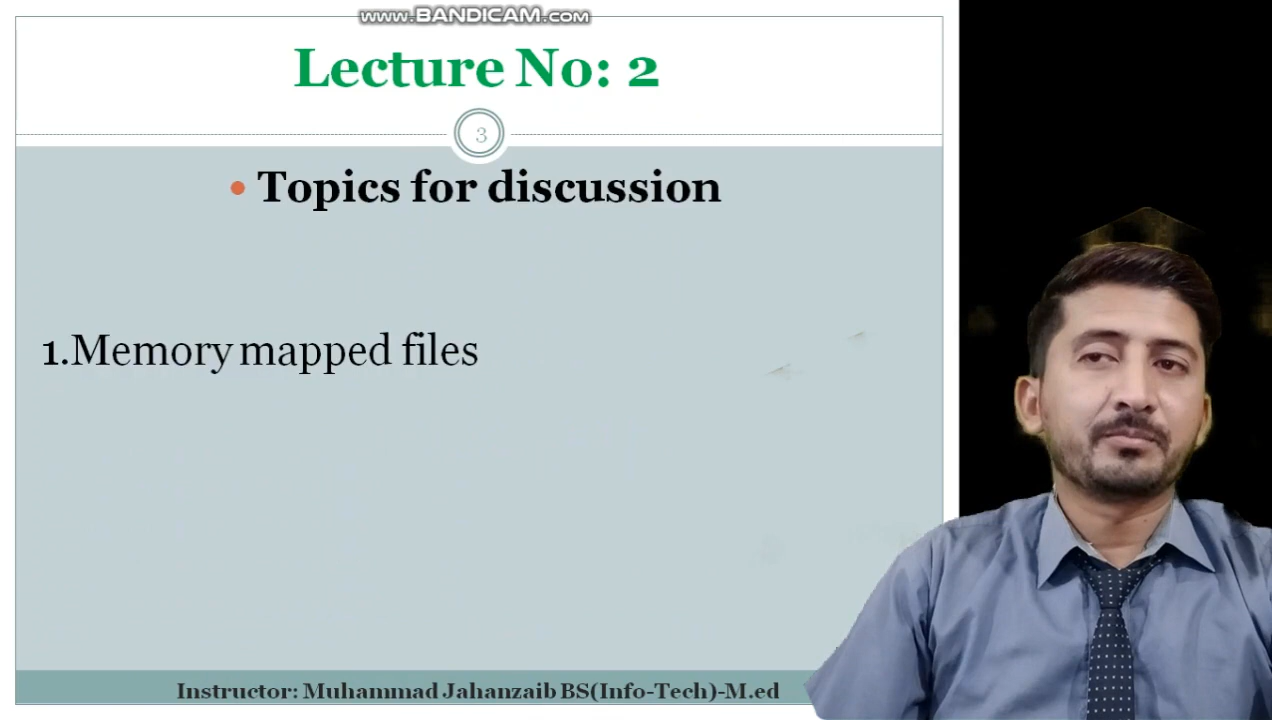 www.BANDICAM.com
Lecture No: 2
3
• Topics for discussion
1.Memory mapped files
Instructor: Muhammad Jahanzaib BS(Info-Tech)-M.ed